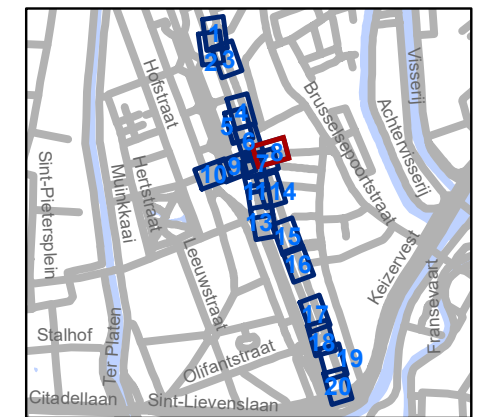 1
2
3
4
5
6
7
8
9
10
11
13
14
15
16
17
18
19
20
Hofstraat
Visserij
Achtervisserij
Brusselsepoortstraat
Sint-Pietersplein
Muinkkaai
Hertstraat
Leeuwstraat
Keizervest
Fransevaart
Stalhof
Ter Platen
Olifantstraat
Citadellaan
Sint-Lievenslaan